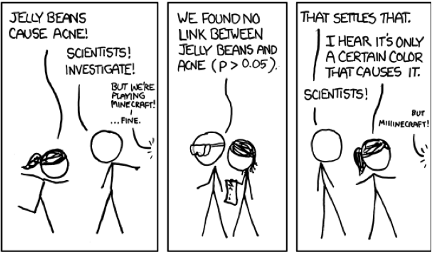 JELLY BEANS
CAUSE ACNE!
SCIENTISTS!
INVESTIGATE!
BUT WE'RE
PLAYING
MINECRAFT!
...FINE.
WE FOUND NO
LINK BETWEEN
JELLY BEANS AND
ACNE (P > 0.05).
THAT SETTLES THAT.
I HEAR IT'S ONLY
A CERTAIN COLOR
THAT CAUSES IT.
SCIENTISTS!
BUT
MIIINECRAFT!